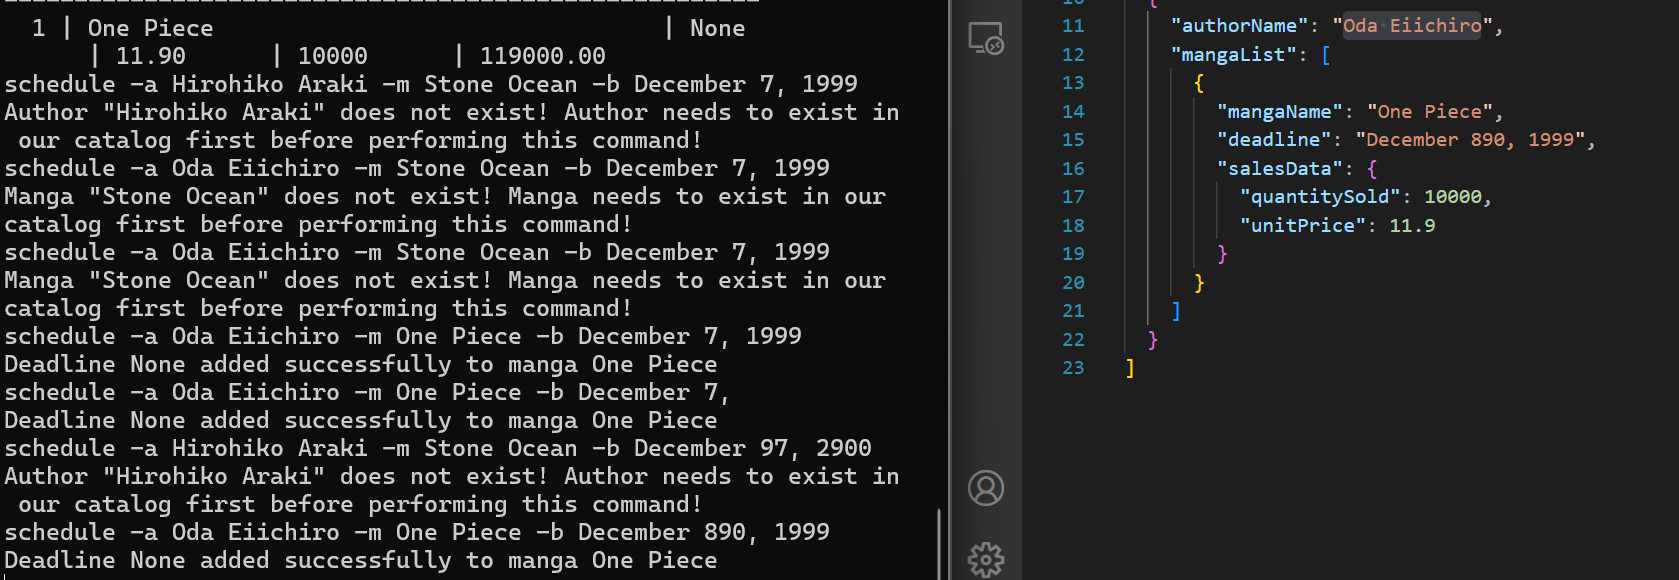 1 | One Piece | None
| 11.90 | 10000 | 119000.00
schedule -a Hirohiko Araki -m Stone Ocean -b December 7, 1999
Author "Hirohiko Araki" does not exist! Author needs to exist in
our catalog first before performing this command!
schedule -a Oda Eiichiro -m Stone Ocean -b December 7, 1999
Manga "Stone Ocean" does not exist! Manga needs to exist in our
catalog first before performing this command!
schedule -a Oda Eiichiro -m Stone Ocean -b December 7, 1999
Manga "Stone Ocean" does not exist! Manga needs to exist in our
catalog first before performing this command!
schedule -a Oda Eiichiro -m One Piece -b December 7, 1999
Deadline None added successfully to manga One Piece
schedule -a Oda Eiichiro -m One Piece -b December 7,
Deadline None added successfully to manga One Piece
schedule -a Hirohiko Araki -m Stone Ocean -b December 97, 2900
Author "Hirohiko Araki" does not exist! Author needs to exist in
our catalog first before performing this command!
schedule -a Oda Eiichiro -m One Piece -b December 890, 1999
Deadline None added successfully to manga One Piece
10 {
11 "authorName": "Oda Eiichiro",
12 "mangaList": [
13 {
14 "mangaName": "One Piece",
15 "deadline": "December 890, 1999",
16 "salesData": {
17 "quantitySold": 10000,
18 "unitPrice": 11.9
19 }
20 }
21 ]
22 }
23 ]